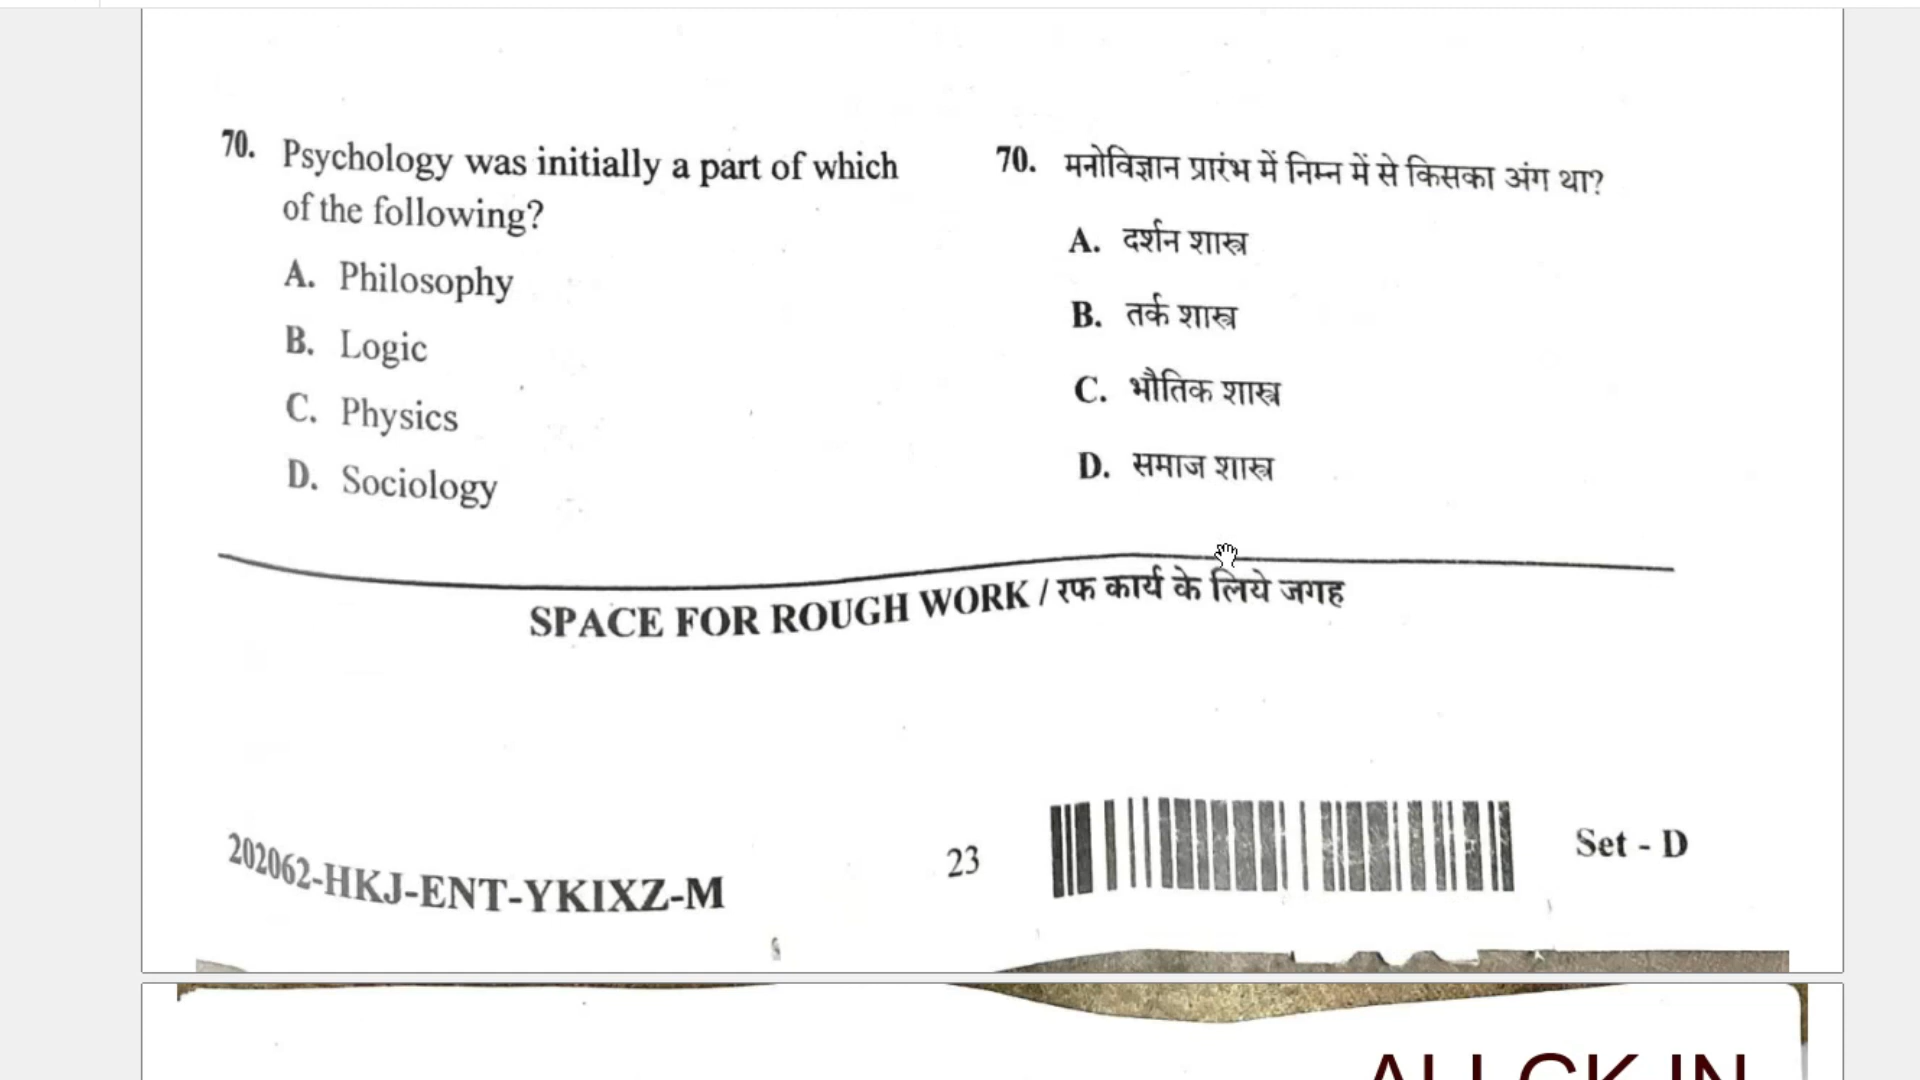 70. Psychology was initially a part of which
of the following?
A. Philosophy
B. Logic
C. Physics
D. Sociology
70. मनोविज्ञान प्रारंभ में निम्न में से किसका अंग था?
A. दर्शन शास्त्र
B. तर्क शास्त्र
C. भौतिक शास्त्र
D. समाज शास्त्र
SPACE FOR ROUGH WORK / रफ कार्य के लिये जगह
202062-HKJ-ENT-YKIXZ-M
23
Set - D